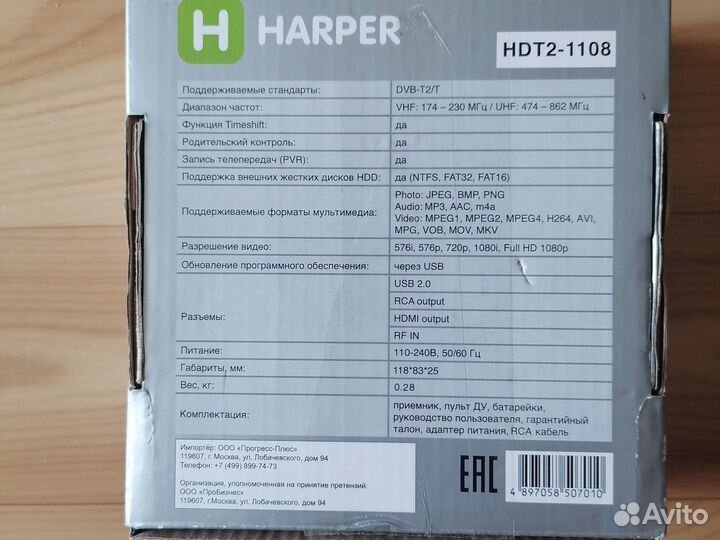 H HARPER
HDT2-1108
Поддерживаемые стандарты: DVB-T2/T
Диапазон частот: VHF: 174 – 230 МГц / UHF: 474 – 862 МГц
Функция Timeshift: да
Родительский контроль: да
Запись телепередач (PVR): да
Поддержка внешних жестких дисков HDD: да (NTFS, FAT32, FAT16)
Поддерживаемые форматы мультимедиа:
Photo: JPEG, BMP, PNG
Audio: MP3, AAC, m4a
Video: MPEG1, MPEG2, MPEG4, H264, AVI,
MPG, VOB, MOV, MKV
Разрешение видео: 576i, 576p, 720p, 1080i, Full HD 1080p
Обновление программного обеспечения: через USB
Разъемы:
USB 2.0
RCA output
HDMI output
RF IN
Питание: 110-240В, 50/60 Гц
Габариты, мм: 118*83*25
Вес, кг: 0.28
Комплектация:
приемник, пульт ДУ, батарейки,
руководство пользователя, гарантийный
талон, адаптер питания, RCA кабель
Импортёр: ООО «Прогресс-Плюс»
119607, г. Москва, ул. Лобачевского, дом 94
Телефон: +7 (499) 899-74-73
Организация, уполномоченная на принятие претензий:
ООО «ПроБизнес»
119607, г.Москва, ул. Лобачевского, дом 94
EAC
4 897058 507010
Avito